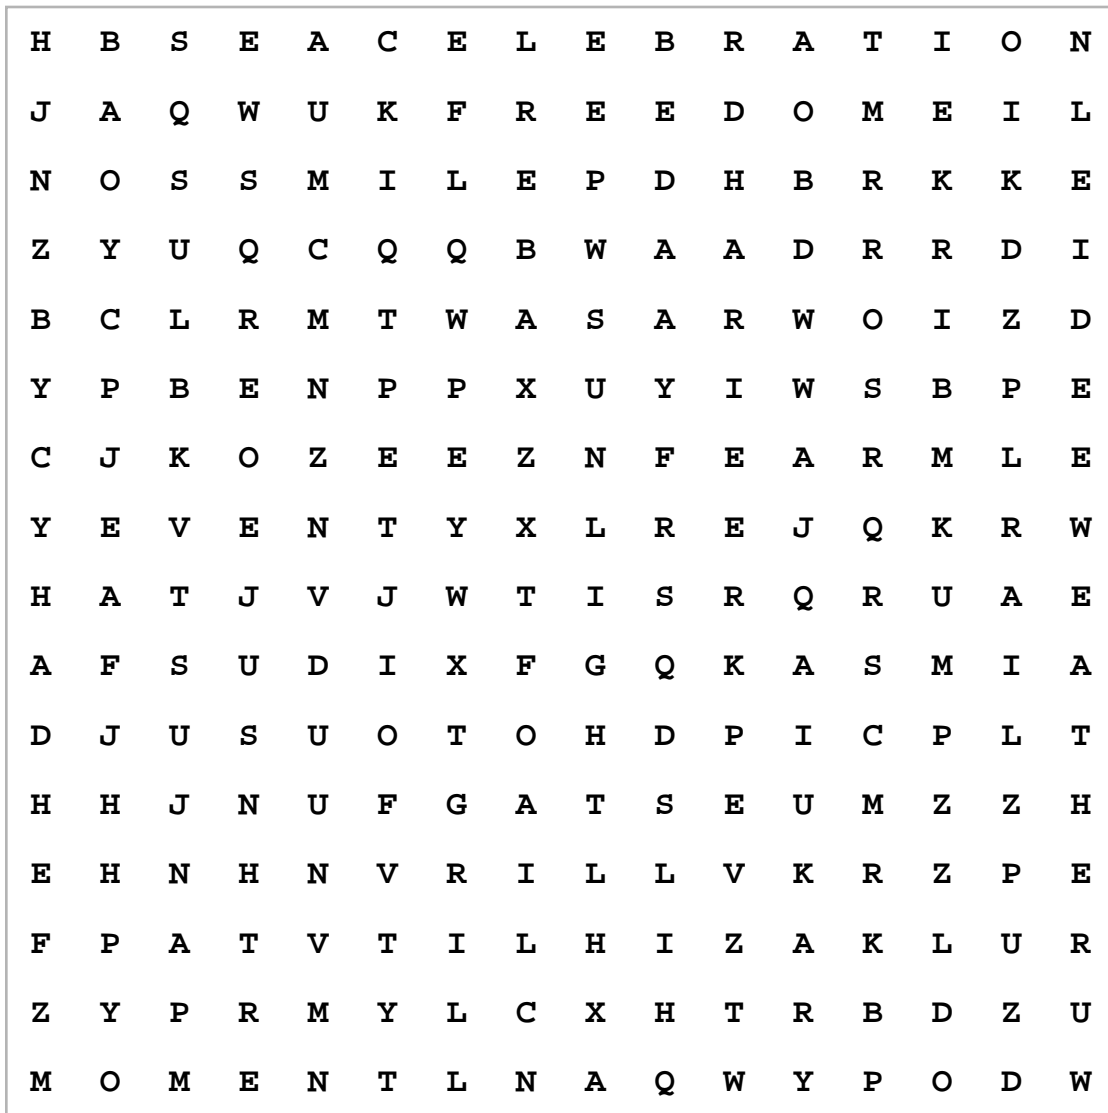 H B S E A C E L E B R A T I O N
J A Q W U K F R E E D O M E I L
N O S S M I L E P D H B R K K E
Z Y U Q C Q Q B W A A D R R D I
B C L R M T W A S A R W O I Z D
Y P B E N P P X U Y I W S B P E
C J K O Z E E Z N F E A R M L E
Y E V E N T Y X L R E J Q K R W
H A T J V J W T I S R Q R U A E
A F S U D I X F G Q K A S M I A
D J U S U O T O H D P I C P L T
H H J N U F G A T S E U M Z Z H
E H N H N V R I L L V K R Z P E
F P A T V T I L H I Z A K L U R
Z Y P R M Y L C X H T R B D Z U
M O M E N T L N A Q W Y P O D W